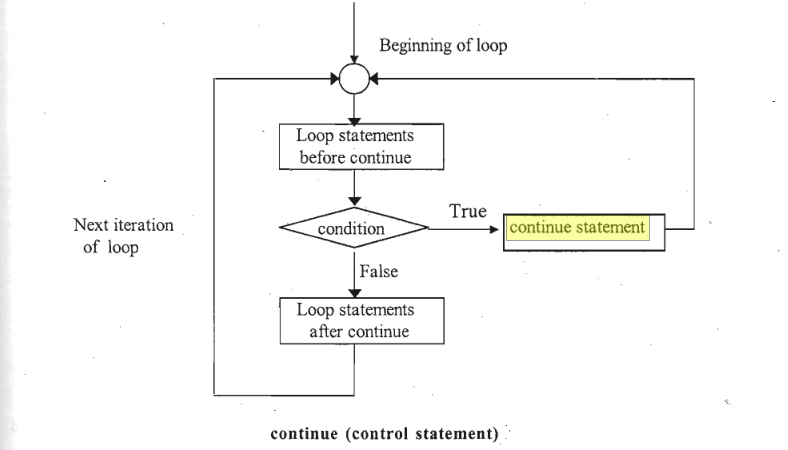 Beginning of loop
Loop statements
before continue
True
condition
continue statement
Next iteration
of loop
False
Loop statements
after continue
continue (control statement)